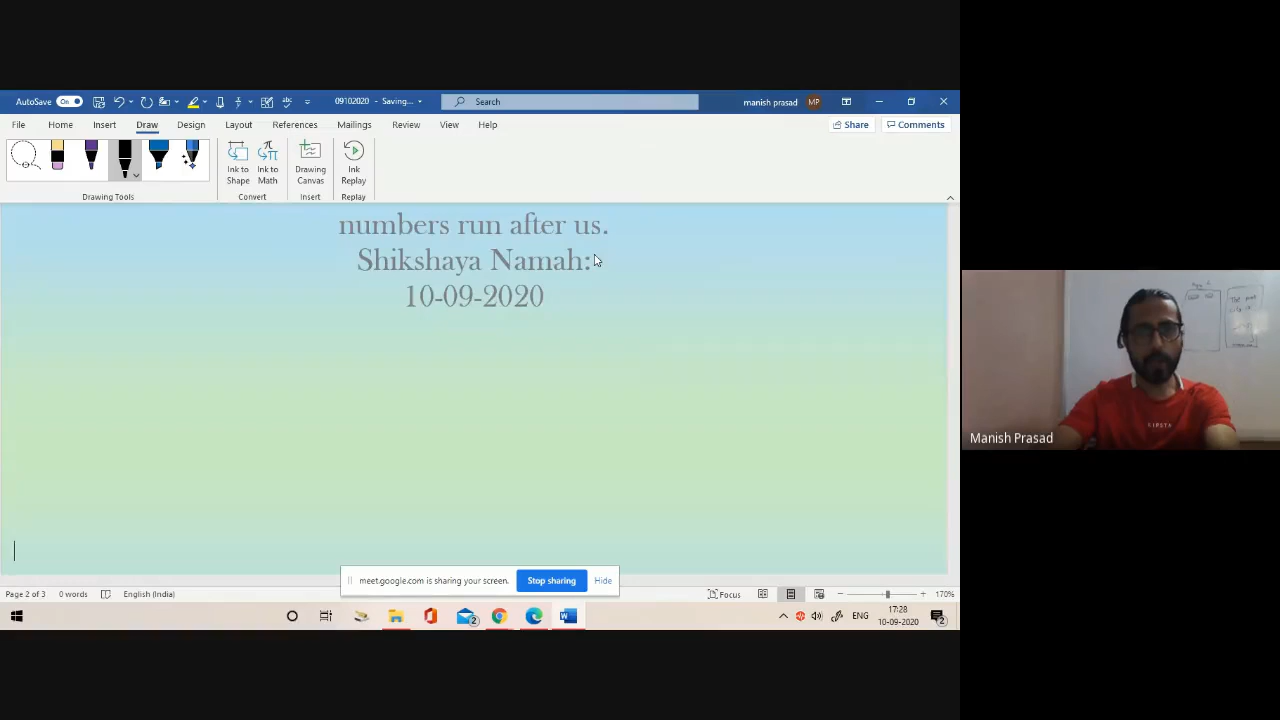 AutoSave On 09102020 - Saving... Search manish prasad MP
File Home Insert Draw Design Layout References Mailings Review View Help Share Comments
Ink to Shape Ink to Math Drawing Canvas Ink Replay
Drawing Tools Convert Insert Replay
numbers run after us.
Shikshaya Namah:
10-09-2020
Manish Prasad
meet.google.com is sharing your screen. Stop sharing Hide
Page 2 of 3 0 words English (India) Focus 170%
2 ENG 17:28 10-09-2020 2